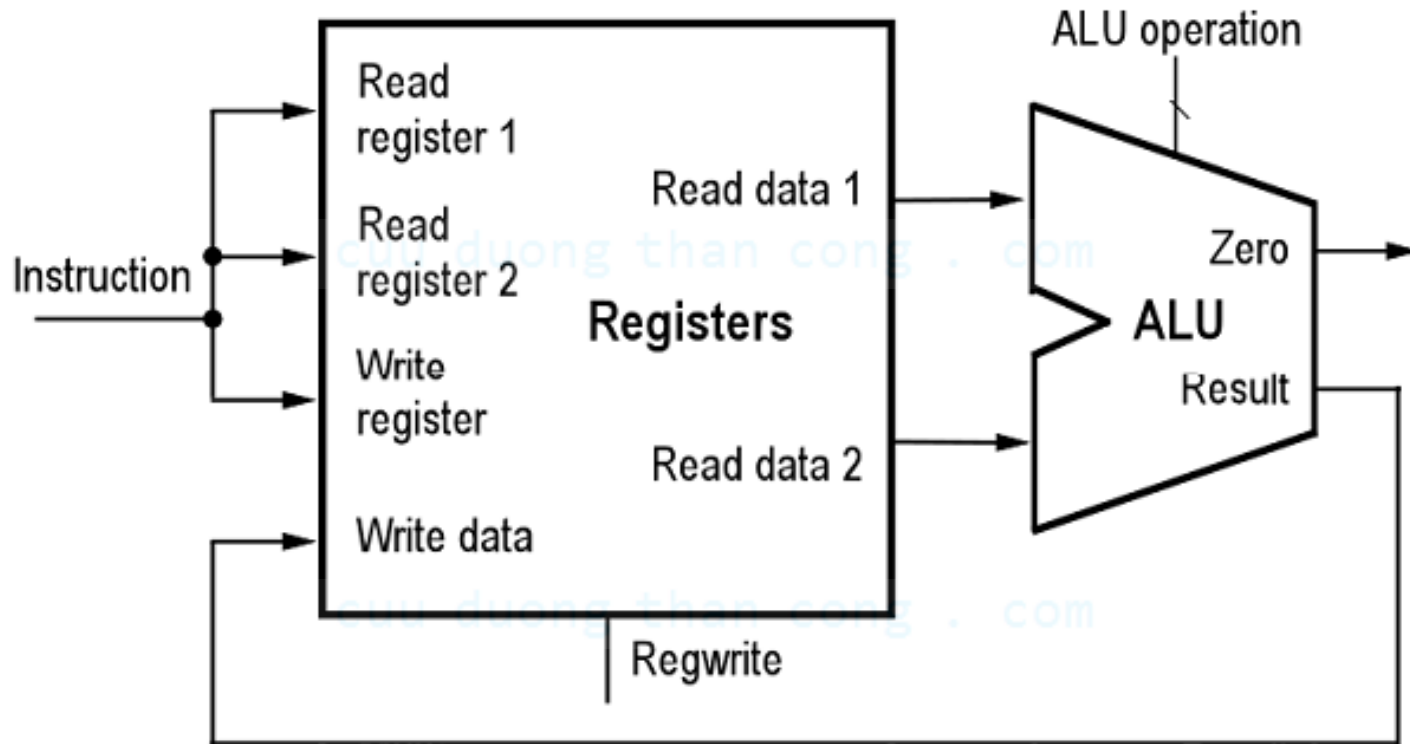 ALU operation
Read
register 1
Read data 1
Read
register 2
cuu duong than cong . com
Zero
Instruction
Registers
ALU
Write
register
Result
Read data 2
Write data
cuu duong than cong . com
Regwrite